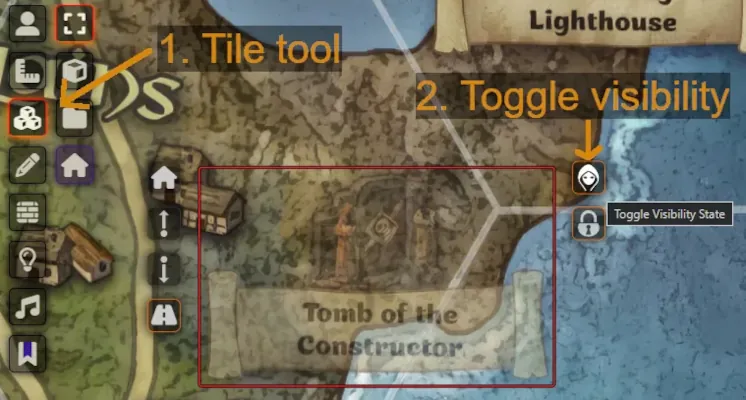 Lighthouse
1. Tile tool
2. Toggle visibility
Toggle Visibility State
Tomb of the
Constructor